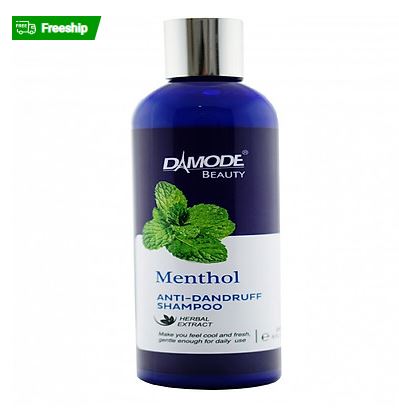 FREE
Freeship
DAMODE®
BEAUTY
Menthol
ANTI-DANDRUFF
SHAMPOO
HERBAL
EXTRACT
Make you feel cool and fresh,
gentle enough for daily use